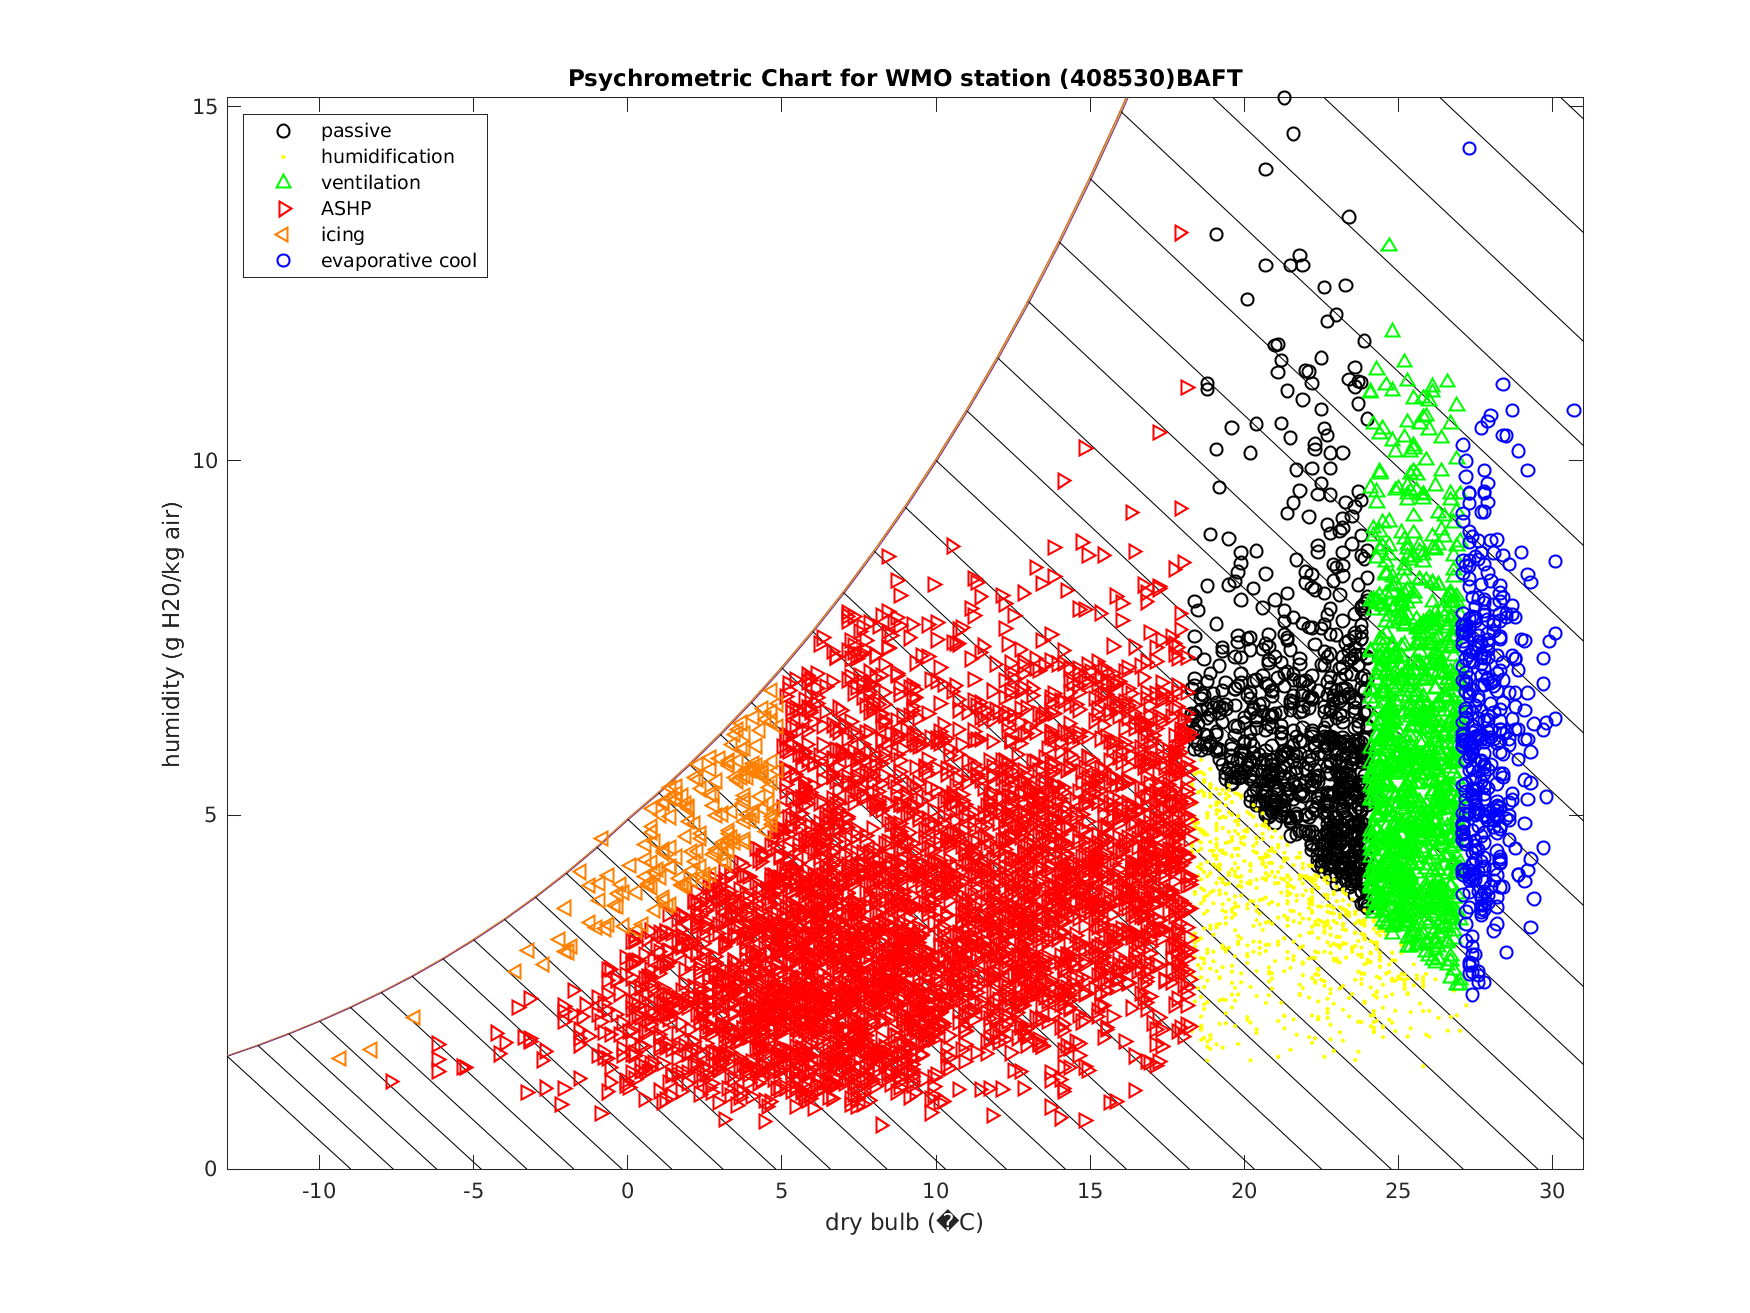 Psychrometric Chart for WMO station (408530)BAFT
passive
humidification
ventilation
ASHP
icing
evaporative cool
humidity (g H20/kg air)
15
10
5
0
-10 -5 0 5 10 15 20 25 30
dry bulb (�C)